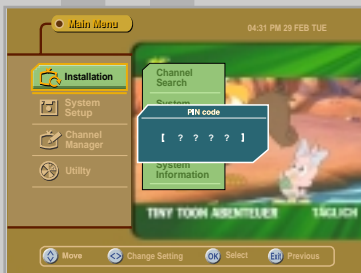 Main Menu
04:31 PM 29 FEB TUE
Installation
System
Setup
Channel
Manager
Utility
Channel
Search
System
PIN code
[ ? ? ? ? ]
System
Information
TINY TOON ABENTEUER TÄGLICH
Move
Change Setting
OK Select
Exit Previous